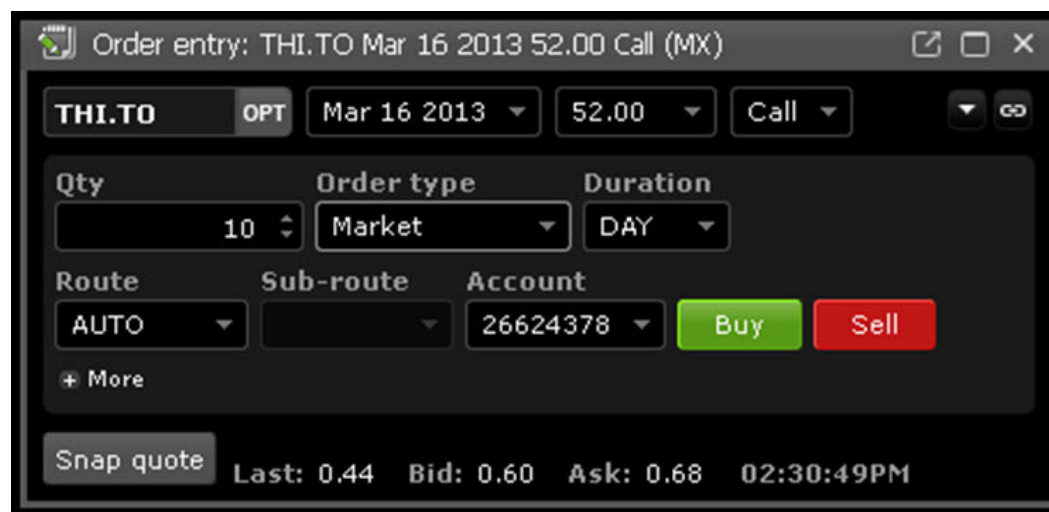 Order entry: THI.TO Mar 16 2013 52.00 Call (MX)
THI.TO OPT Mar 16 2013 52.00 Call
Qty Order type Duration
10 Market DAY
Route Sub-route Account
AUTO 26624378 Buy Sell
+ More
Snap quote Last: 0.44 Bid: 0.60 Ask: 0.68 02:30:49PM